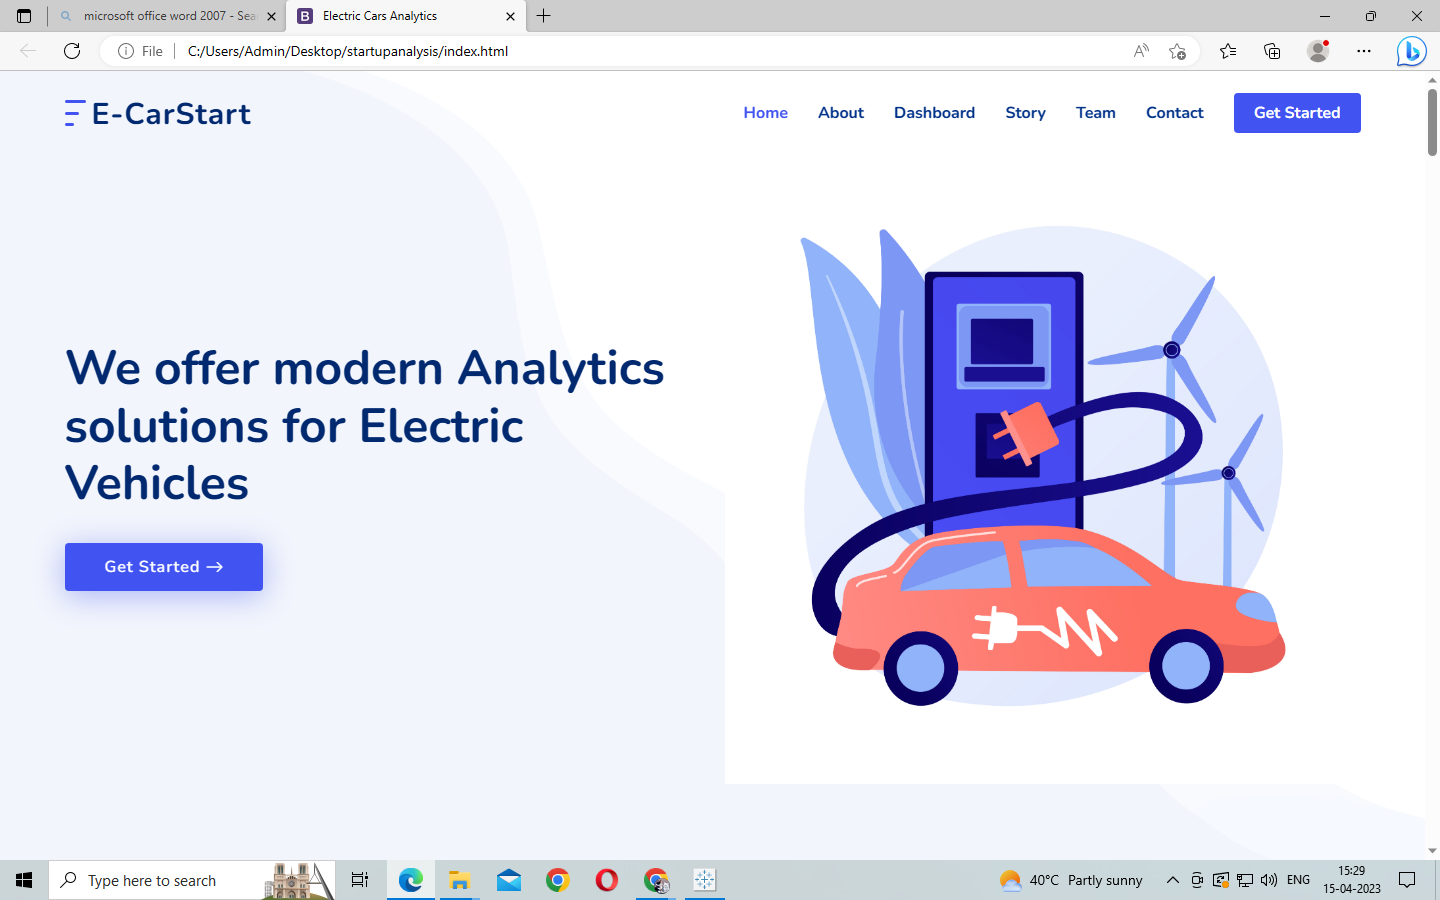 microsoft office word 2007 - Sea
Electric Cars Analytics
File
C:/Users/Admin/Desktop/startupanalysis/index.html
E-CarStart
Home
About
Dashboard
Story
Team
Contact
Get Started
We offer modern Analytics
solutions for Electric
Vehicles
Get Started →
Type here to search
40°C Partly sunny
ENG
15:29
15-04-2023